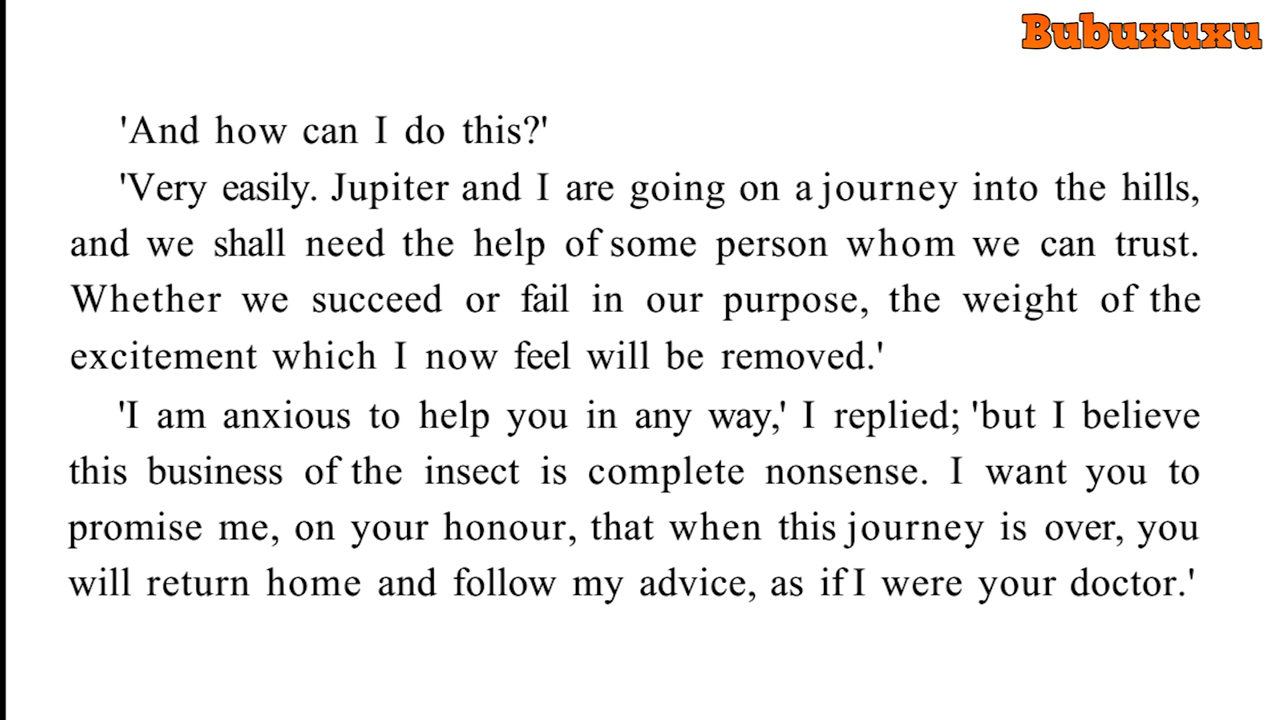 Bubuxuxu
'And how can I do this?'
'Very easily. Jupiter and I are going on a journey into the hills,
and we shall need the help of some person whom we can trust.
Whether we succeed or fail in our purpose, the weight of the
excitement which I now feel will be removed.'
'I am anxious to help you in any way,' I replied; 'but I believe
this business of the insect is complete nonsense. I want you to
promise me, on your honour, that when this journey is over, you
will return home and follow my advice, as if I were your doctor.'